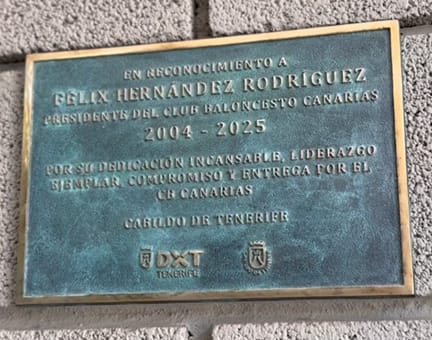 EN RECONOCIMIENTO A
FÉLIX HERNÁNDEZ RODRÍGUEZ
PRESIDENTE DEL CLUB BALONCESTO CANARIAS
2004 - 2025
POR SU DEDICACIÓN INCANSABLE, LIDERAZGO
EJEMPLAR, COMPROMISO Y ENTREGA POR EL
CB CANARIAS
CABILDO DE TENERIFE
DXT
TENERIFE